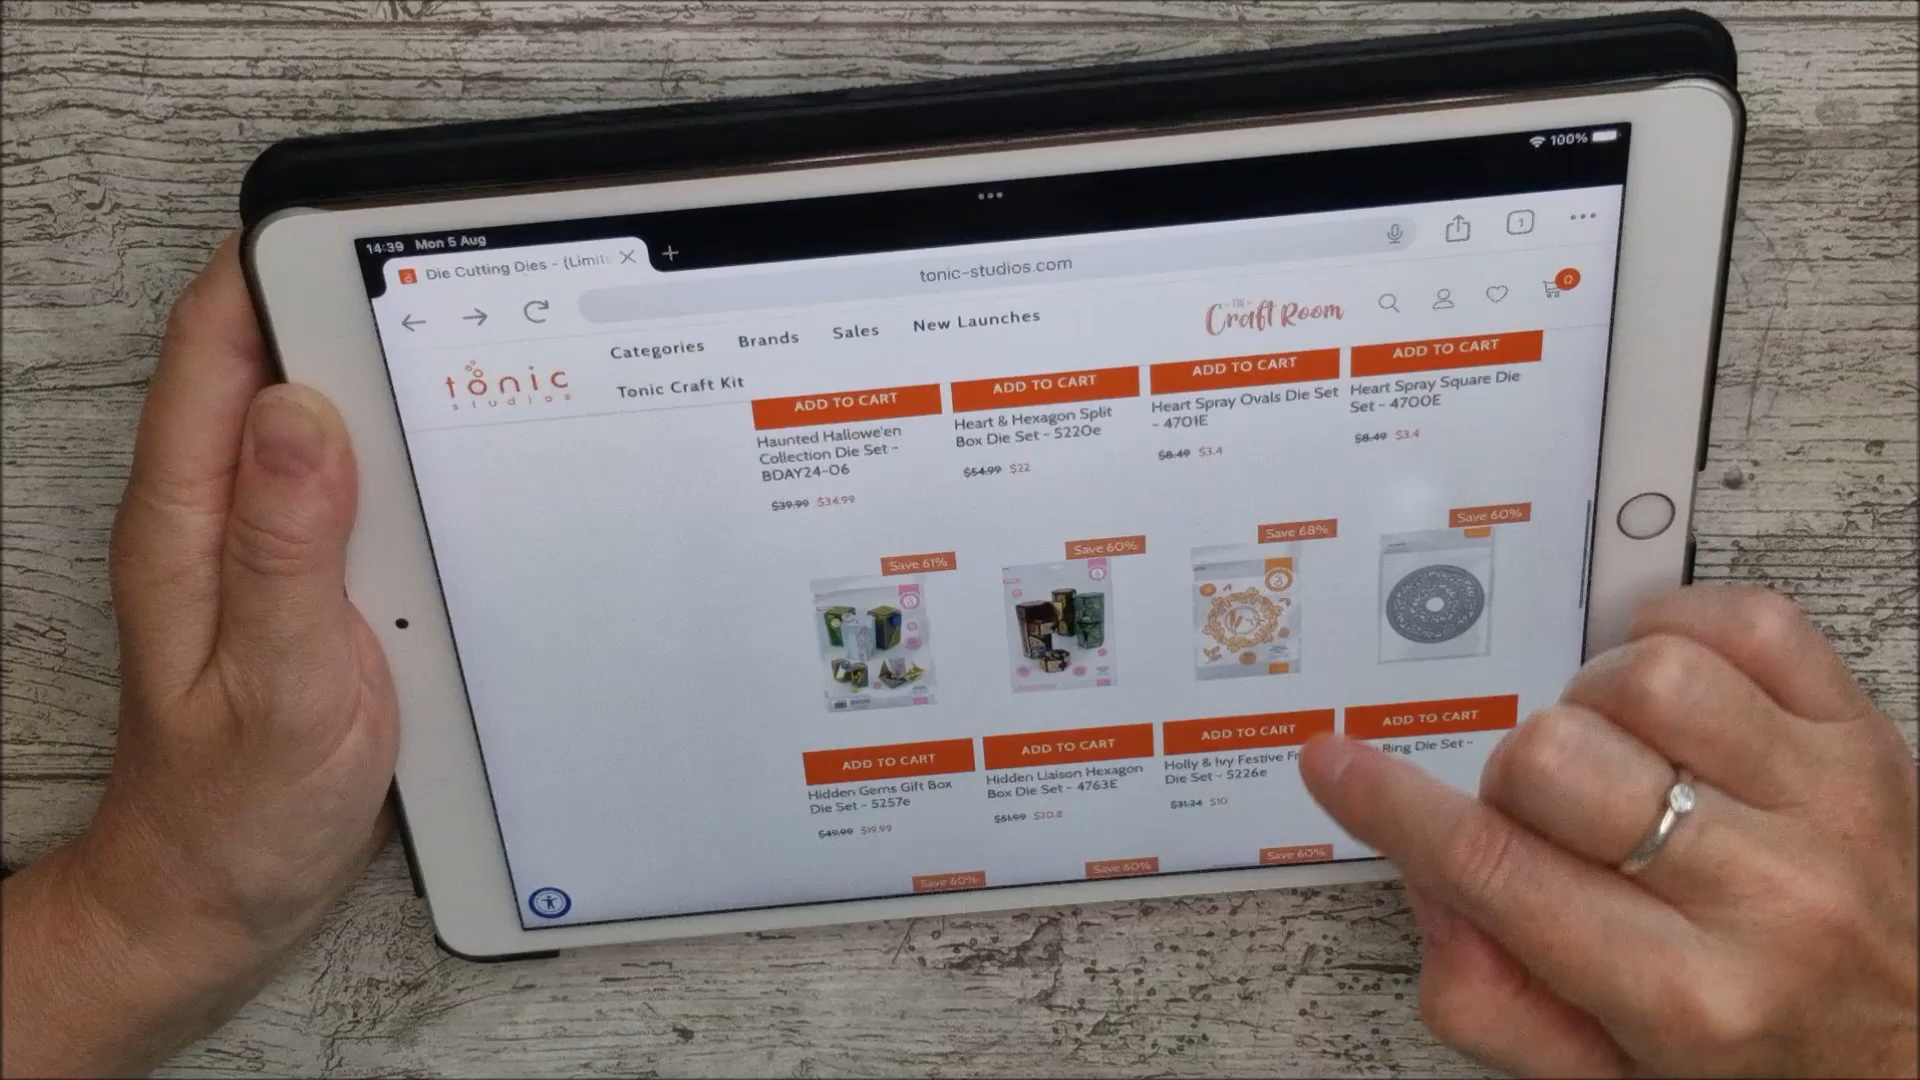 100%
14:39 Mon 5 Aug
Die Cutting Dies - (Limit
tonic-studios.com
1
Categories
Brands
Sales
New Launches
THE
Craft Room
0
tonic
studios
Tonic Craft Kit
ADD TO CART
ADD TO CART
ADD TO CART
ADD TO CART
Haunted Hallowe'en
Collection Die Set -
BDAY24-06
$39.99 $34.99
Heart & Hexagon Split
Box Die Set - 5220e
$54.99 $22
Heart Spray Ovals Die Set
- 4701E
$8.49 $3.4
Heart Spray Square Die
Set - 4700E
$8.49 $3.4
Save 61%
Save 60%
Save 68%
Save 60%
ADD TO CART
ADD TO CART
ADD TO CART
ADD TO CART
Hidden Gems Gift Box
Die Set - 5257e
$49.99 $19.99
Hidden Liaison Hexagon
Box Die Set - 4763E
$51.99 $20.8
Holly & Ivy Festive Fr
Die Set - 5226e
$31.24 $10
Ring Die Set -
Save 60%
Save 60%
Save 60%